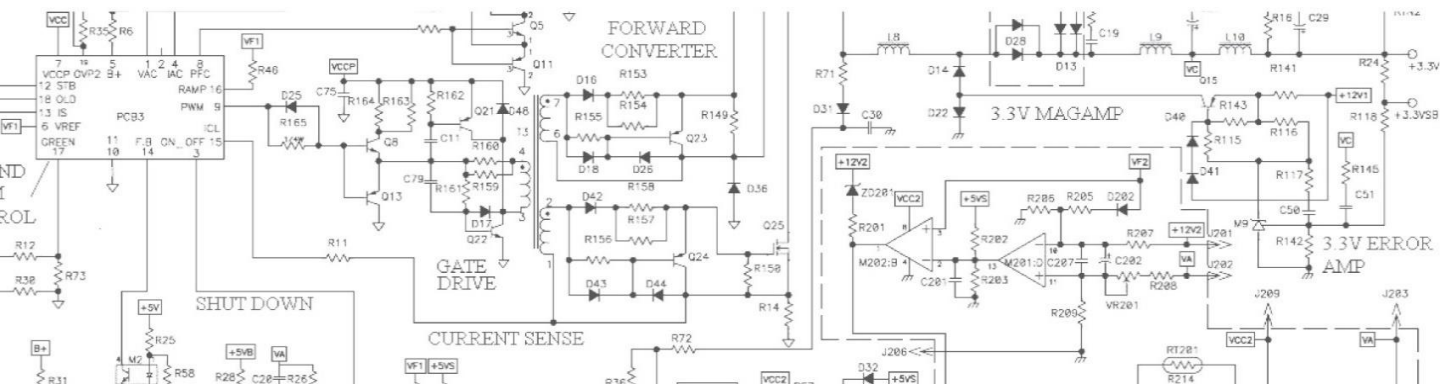 VCC
R35
R6
7 19 5 1 2 4 8
VCCP OVP2 B+ VAC IAC PFC
12 STB
18 OLD
13 IS
6 VREF
GREEN
17
PC93
RAMP 16
PWM 9
ICL
11
10
F.B
14
ON_OFF 15
3
VF1
VF1
R46
D25
R165
1/4W
VCCP
C75
R164
R163
R162
Q21
D48
Q8
C11
R160
Q13
C79
R161
R159
D17
Q22
GATE
DRIVE
Q5
Q11
FORWARD
CONVERTER
D16
R153
R154
R155
Q23
D18
D26
R158
R149
D36
D42
R157
R156
Q24
D43
D44
Q25
R150
R14
CURRENT SENSE
R12
R30
R73
R11
SHUT DOWN
+5V
R25
M2
R58
B+
R31
+5VB
VA
R28
C20
R26
VF1
+5VS
R72
R36
VCC2
D32
+5VS
L8
R71
D31
C30
D14
D22
D28
D13
C19
L9
L10
VC
R16
C29
R141
R24
+3.3V
3.3V MAGAMP
Q15
R143
+12V1
R118
+3.3VSB
D40
R115
R116
D41
R117
VC
R145
C51
C50
M9
R142
3.3V ERROR
AMP
+12V2
ZD201
R201
VCC2
M202:B
+5VS
R202
R203
C201
M201:D
VF2
R206
R205
D202
C207
C202
R207
+12V2
J201
VA
J202
R208
VR201
R209
J206
J209
J203
VCC2
VA
RT201
R214